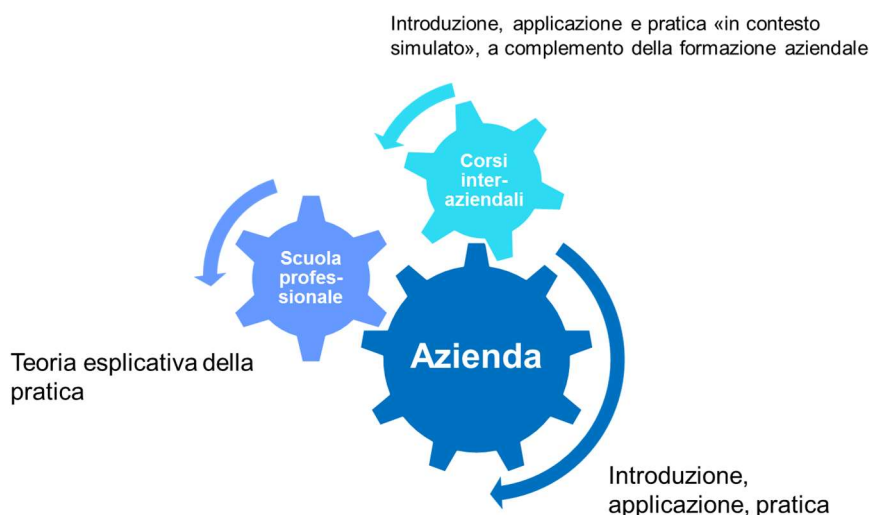 Introduzione, applicazione e pratica «in contesto
simulato», a complemento della formazione aziendale
Corsi
inter-
aziendali
Scuola
profes-
sionale
Azienda
Teoria esplicativa della
pratica
Introduzione,
applicazione, pratica